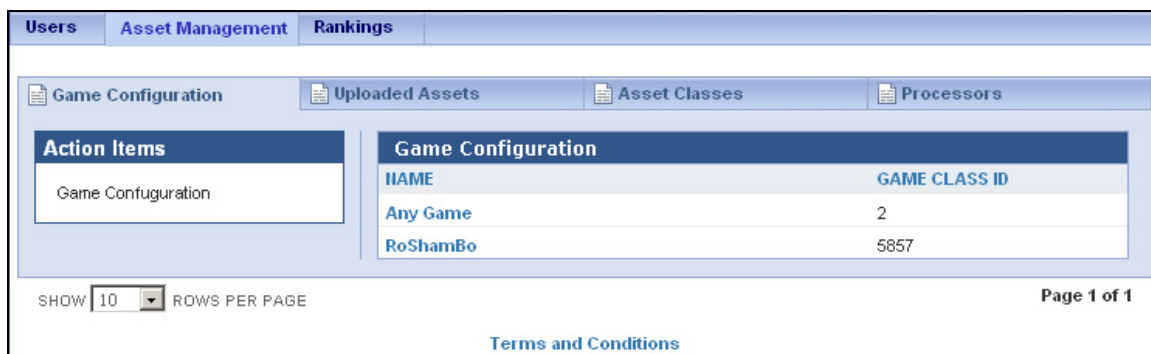 Users Asset Management Rankings
Game Configuration Uploaded Assets Asset Classes Processors
Action Items
Game Confuguration
Game Configuration
NAME GAME CLASS ID
Any Game 2
RoShamBo 5857
SHOW 10 ROWS PER PAGE
Page 1 of 1
Terms and Conditions